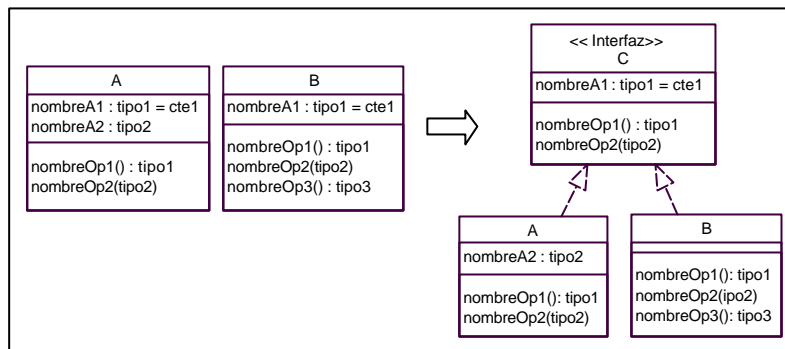 A
nombreA1 : tipo1 = cte1
nombreA2 : tipo2
nombreOp1() : tipo1
nombreOp2(tipo2)
B
nombreA1 : tipo1 = cte1
nombreOp1() : tipo1
nombreOp2(tipo2)
nombreOp3() : tipo3
<< Interfaz>>
C
nombreA1 : tipo1 = cte1
nombreOp1() : tipo1
nombreOp2(tipo2)
A
nombreA2 : tipo2
nombreOp1(): tipo1
nombreOp2(tipo2)
B
nombreOp1(): tipo1
nombreOp2(ipo2)
nombreOp3(): tipo3